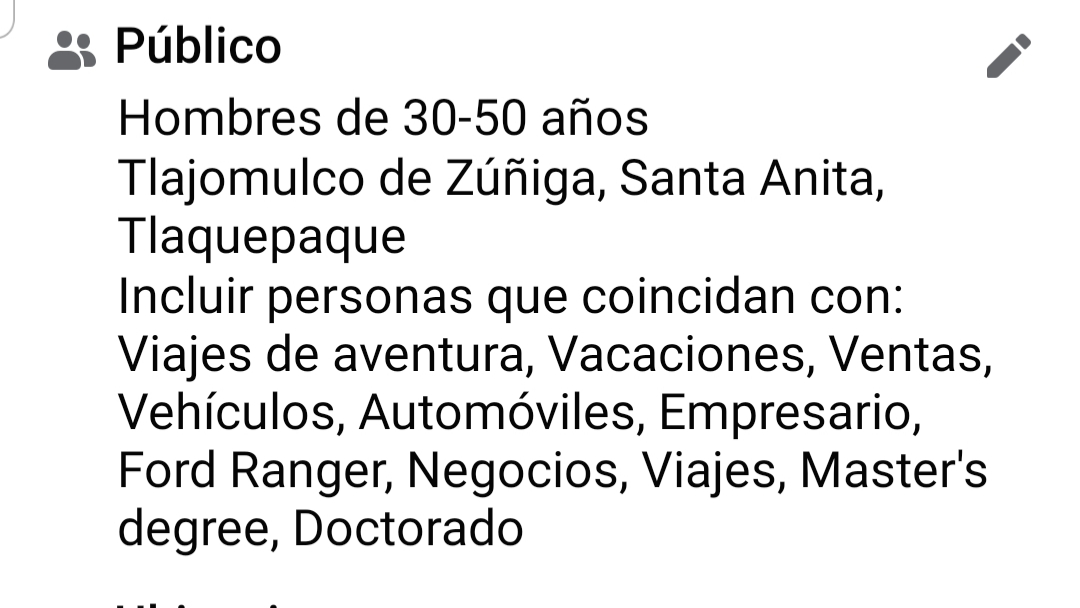 Público
Hombres de 30-50 años
Tlajomulco de Zúñiga, Santa Anita,
Tlaquepaque
Incluir personas que coincidan con:
Viajes de aventura, Vacaciones, Ventas,
Vehículos, Automóviles, Empresario,
Ford Ranger, Negocios, Viajes, Master's
degree, Doctorado